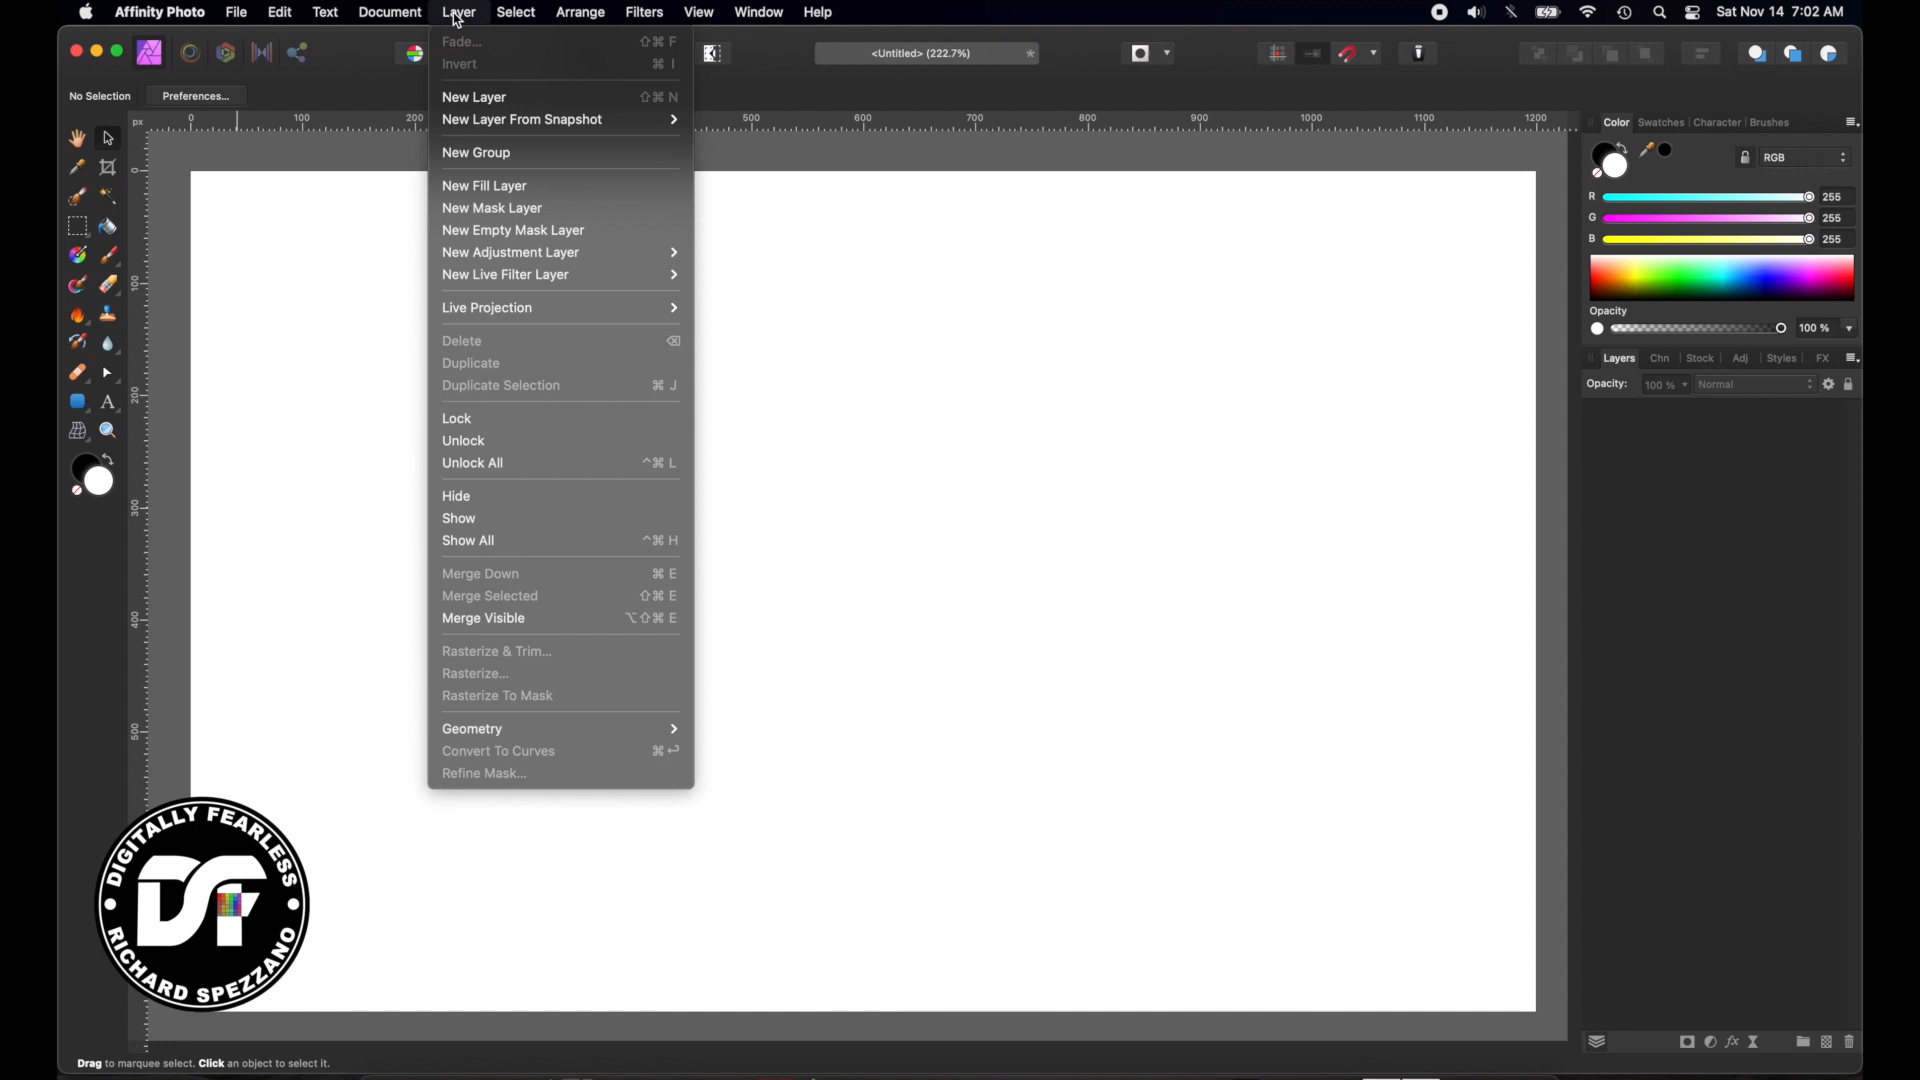 Affinity Photo File Edit Text Document Layer Select Arrange Filters View Window Help Sat Nov 14 7:02 AM
<Untitled> (222.7%) *
No Selection Preferences...
px 0 100 200 500 600 700 800 900 1000 1100 1200
0
100
200
300
400
500
Fade... ⇧⌘ F
Invert ⌘ I
New Layer ⇧⌘ N
New Layer From Snapshot
New Group
New Fill Layer
New Mask Layer
New Empty Mask Layer
New Adjustment Layer
New Live Filter Layer
Live Projection
Delete ⌫
Duplicate
Duplicate Selection ⌘ J
Lock
Unlock
Unlock All ^⌘ L
Hide
Show
Show All ^⌘ H
Merge Down ⌘ E
Merge Selected ⇧⌘ E
Merge Visible ⌥⇧⌘ E
Rasterize & Trim...
Rasterize...
Rasterize To Mask
Geometry
Convert To Curves ⌘↩
Refine Mask...
Color Swatches Character Brushes
RGB
R 255
G 255
B 255
Opacity
100 %
Layers Chn Stock Adj Styles FX
Opacity: 100 % Normal
DIGITALLY FEARLESS
DF
RICHARD SPEZZANO
Drag to marquee select. Click an object to select it.